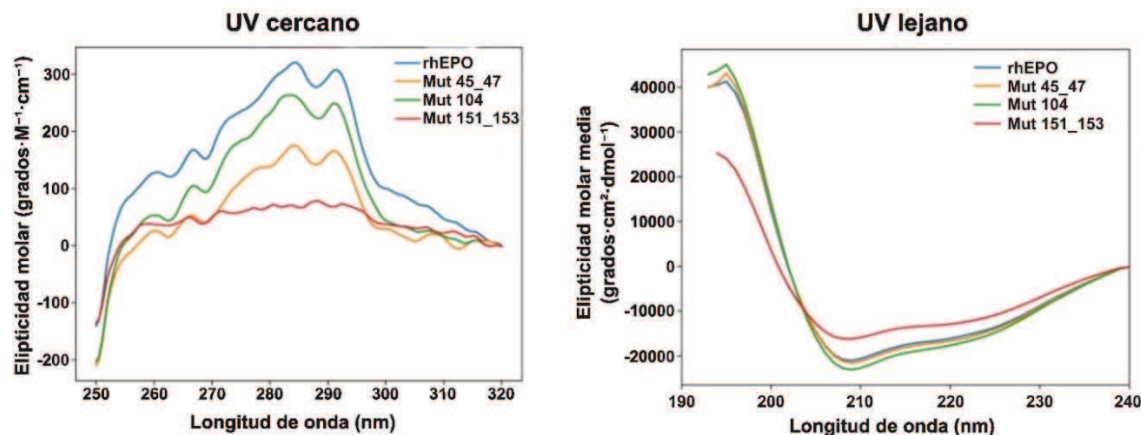 UV cercano
Elipticidad molar (grados·M⁻¹·cm⁻¹)
300
200
100
0
-100
-200
rhEPO
Mut 45_47
Mut 104
Mut 151_153
250
260
270
280
290
300
310
320
Longitud de onda (nm)
UV lejano
Elipticidad molar media
(grados·cm²·dmol⁻¹)
40000
30000
20000
10000
0
-10000
-20000
rhEPO
Mut 45_47
Mut 104
Mut 151_153
190
200
210
220
230
240
Longitud de onda (nm)